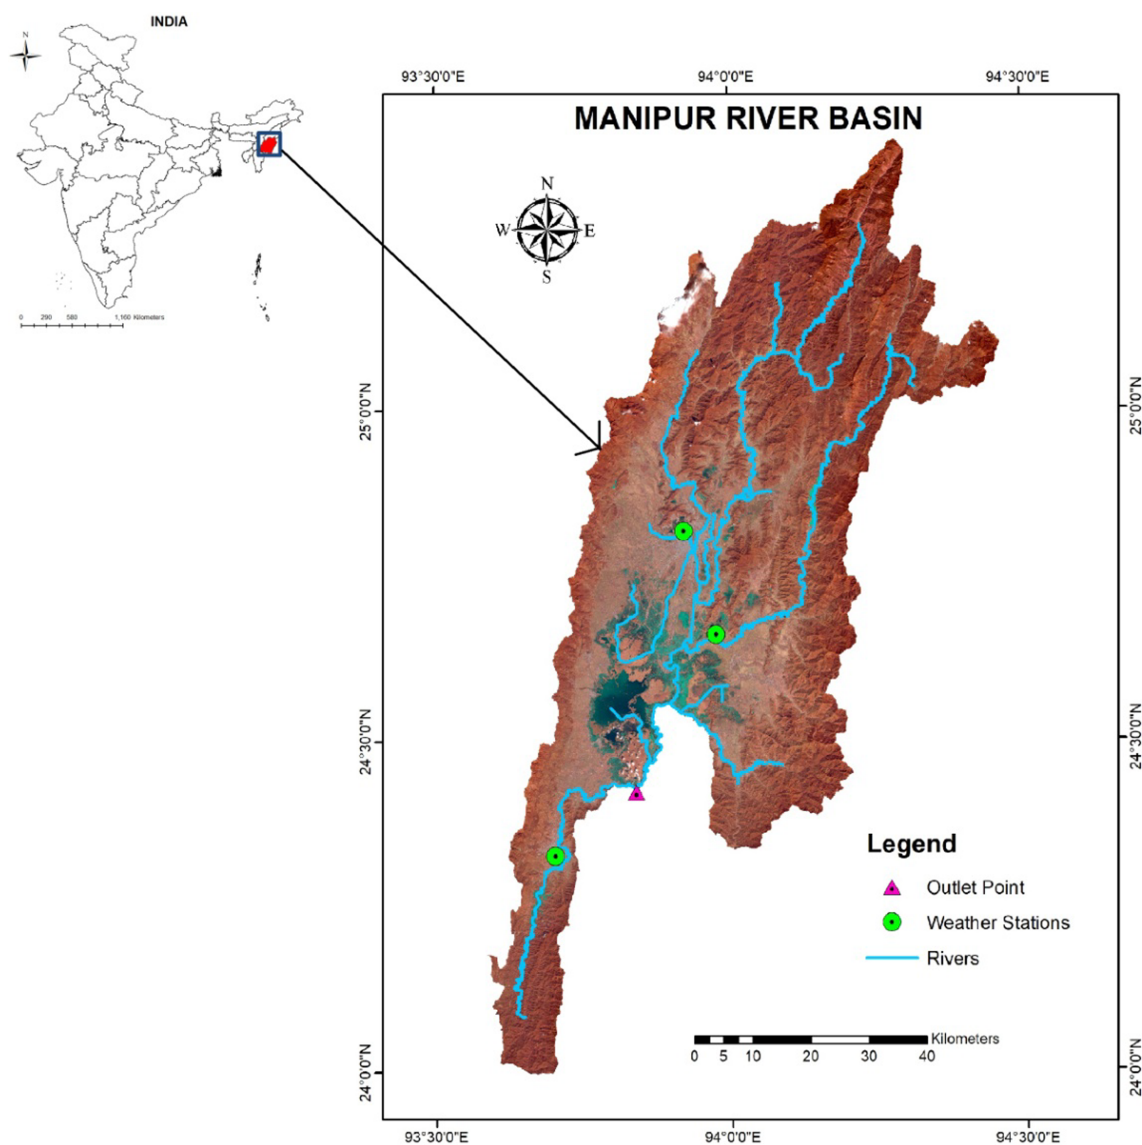 INDIA
N
0 290 580 1,160 Kilometers
93°30'0"E 94°0'0"E 94°30'0"E
MANIPUR RIVER BASIN
N
W E
S
25°0'0"N 25°0'0"N
24°30'0"N 24°30'0"N
Legend
Outlet Point
Weather Stations
Rivers
Kilometers
0 5 10 20 30 40
24°0'0"N 24°0'0"N
93°30'0"E 94°0'0"E 94°30'0"E